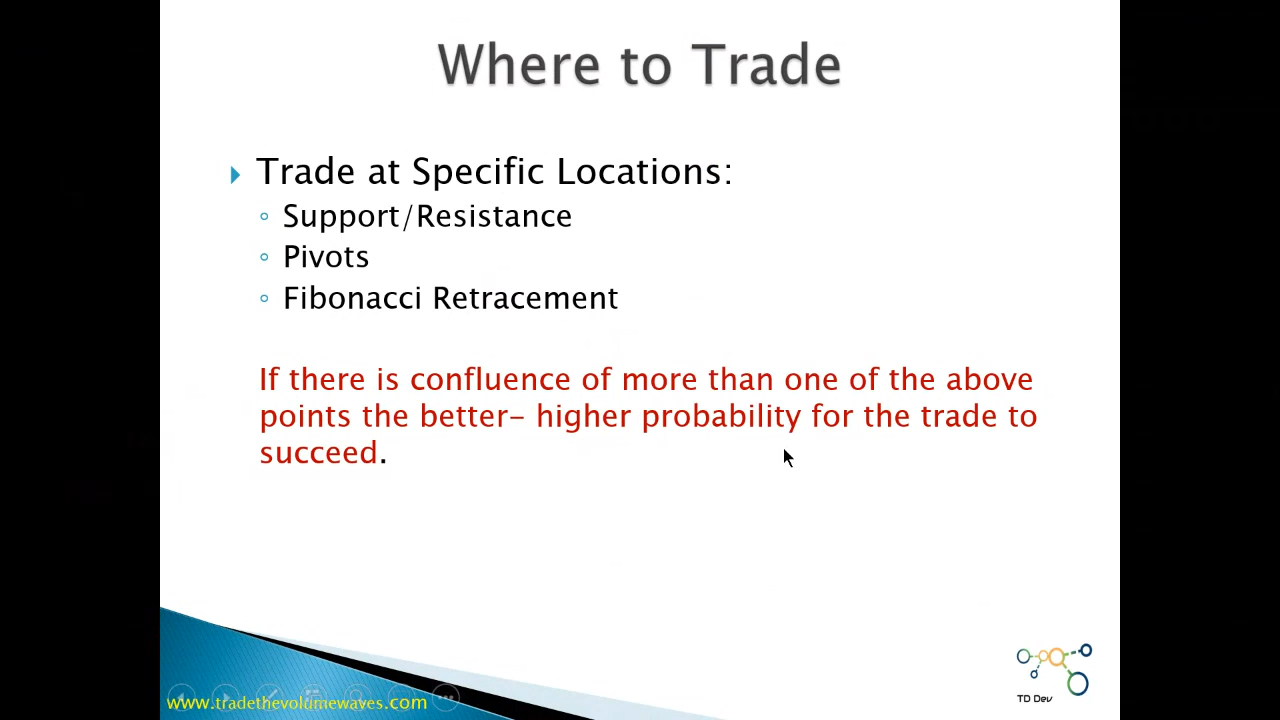 Where to Trade
Trade at Specific Locations:
Support/Resistance
Pivots
Fibonacci Retracement
If there is confluence of more than one of the above
points the better– higher probability for the trade to
succeed.
www.tradethevolumewaves.com
TD Dev